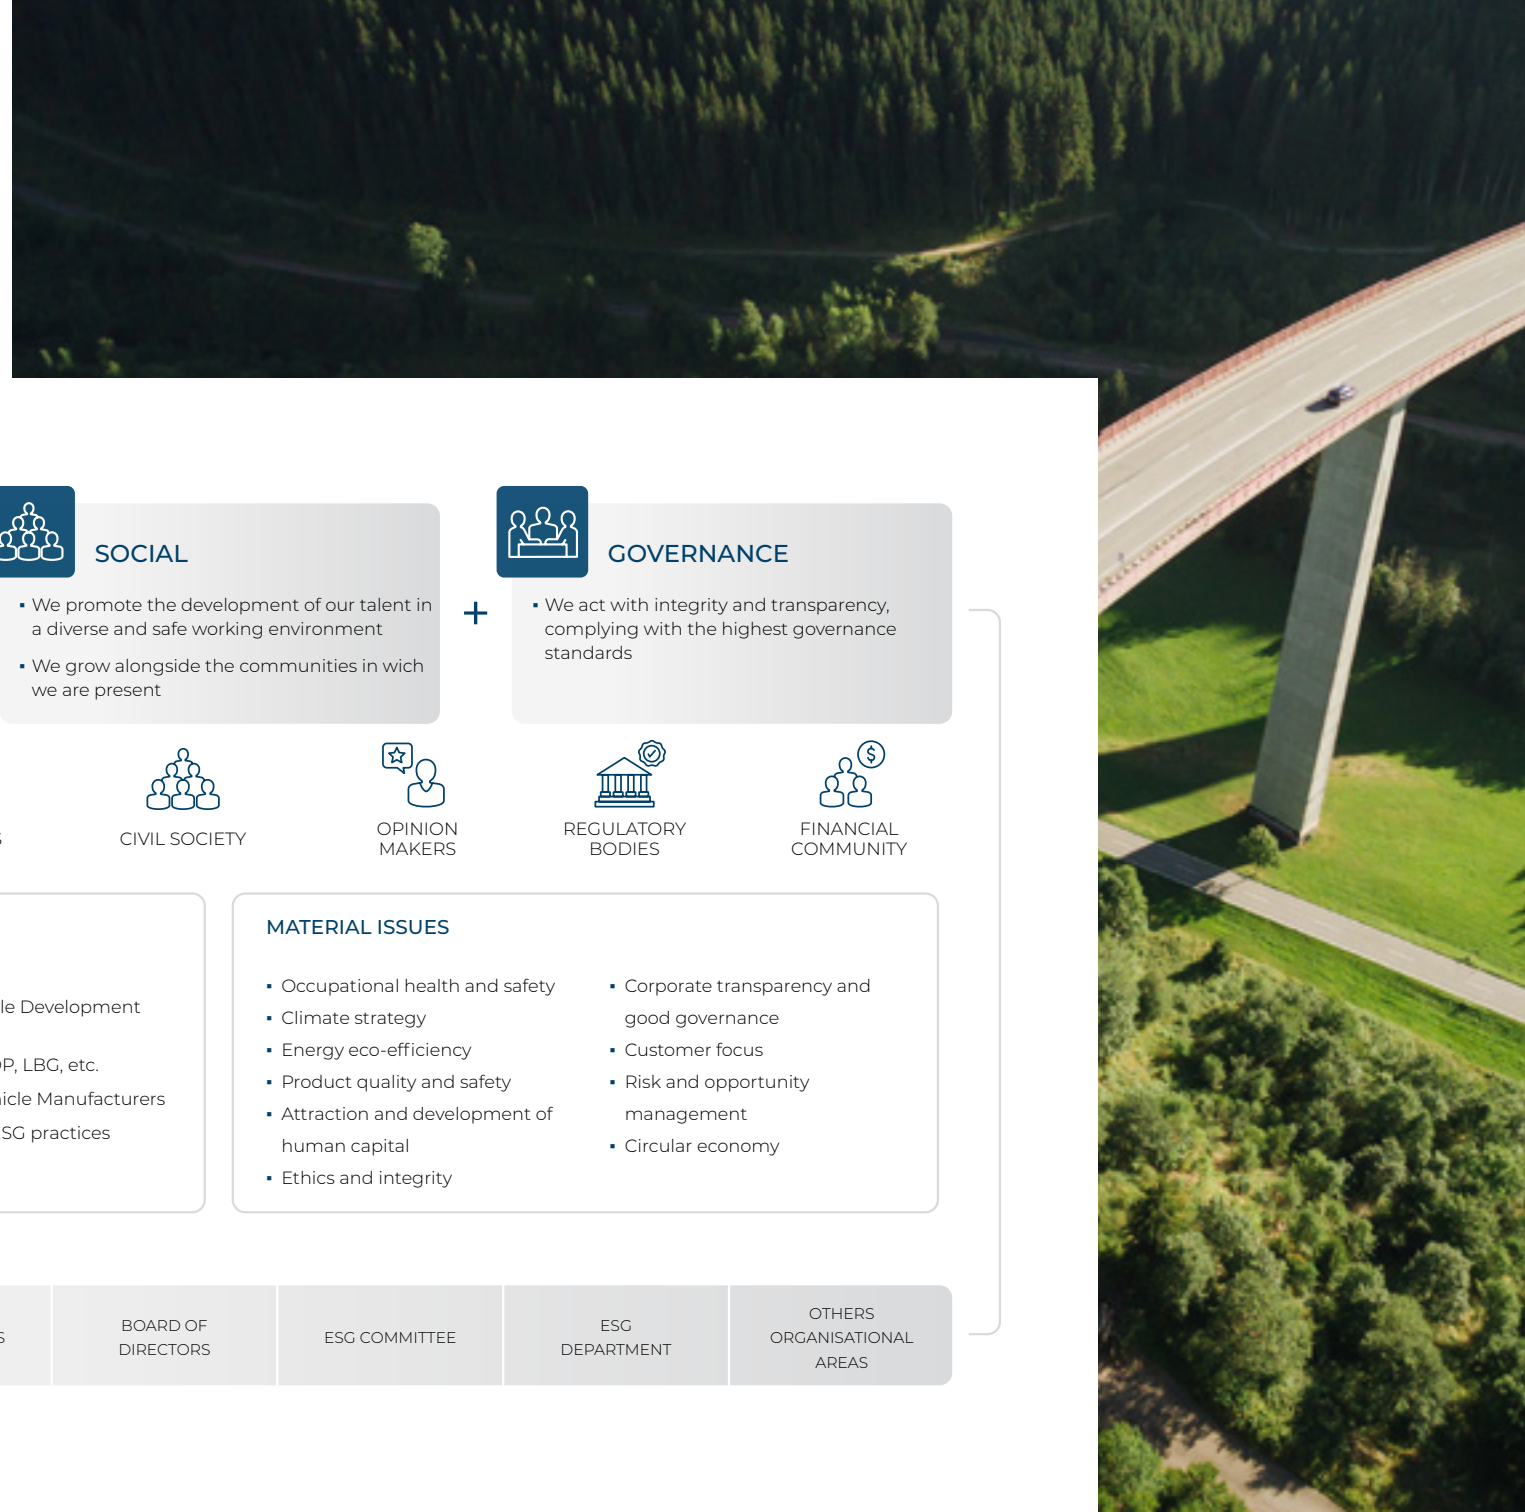 SOCIAL
▪ We promote the development of our talent in
a diverse and safe working environment
▪ We grow alongside the communities in wich
we are present
+
GOVERNANCE
▪ We act with integrity and transparency,
complying with the highest governance
standards
CIVIL SOCIETY
OPINION
MAKERS
REGULATORY
BODIES
FINANCIAL
COMMUNITY
Development
LBG, etc.
Manufacturers
practices
MATERIAL ISSUES
▪ Occupational health and safety
▪ Climate strategy
▪ Energy eco-efficiency
▪ Product quality and safety
▪ Attraction and development of
human capital
▪ Ethics and integrity
▪ Corporate transparency and
good governance
▪ Customer focus
▪ Risk and opportunity
management
▪ Circular economy
BOARD OF
DIRECTORS
ESG COMMITTEE
ESG
DEPARTMENT
OTHERS
ORGANISATIONAL
AREAS